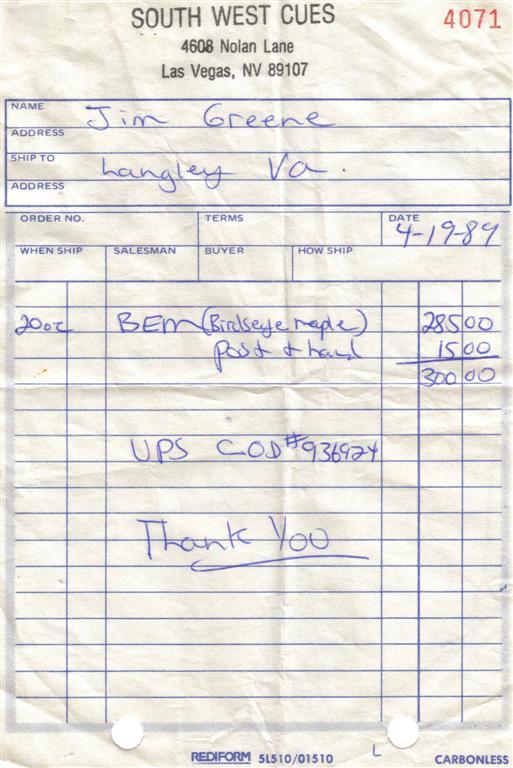 SOUTH WEST CUES
4071
4608 Nolan Lane
Las Vegas, NV 89107
NAME Jim Greene
ADDRESS
SHIP TO Langley Va.
ADDRESS
ORDER NO. TERMS DATE 4-19-89
WHEN SHIP SALESMAN BUYER HOW SHIP
20oz BEM (Birdseye maple) 285 00
post + hand 15 00
300 00
UPS COD #936924
Thank You
REDIFORM 5L510/01510 L CARBONLESS